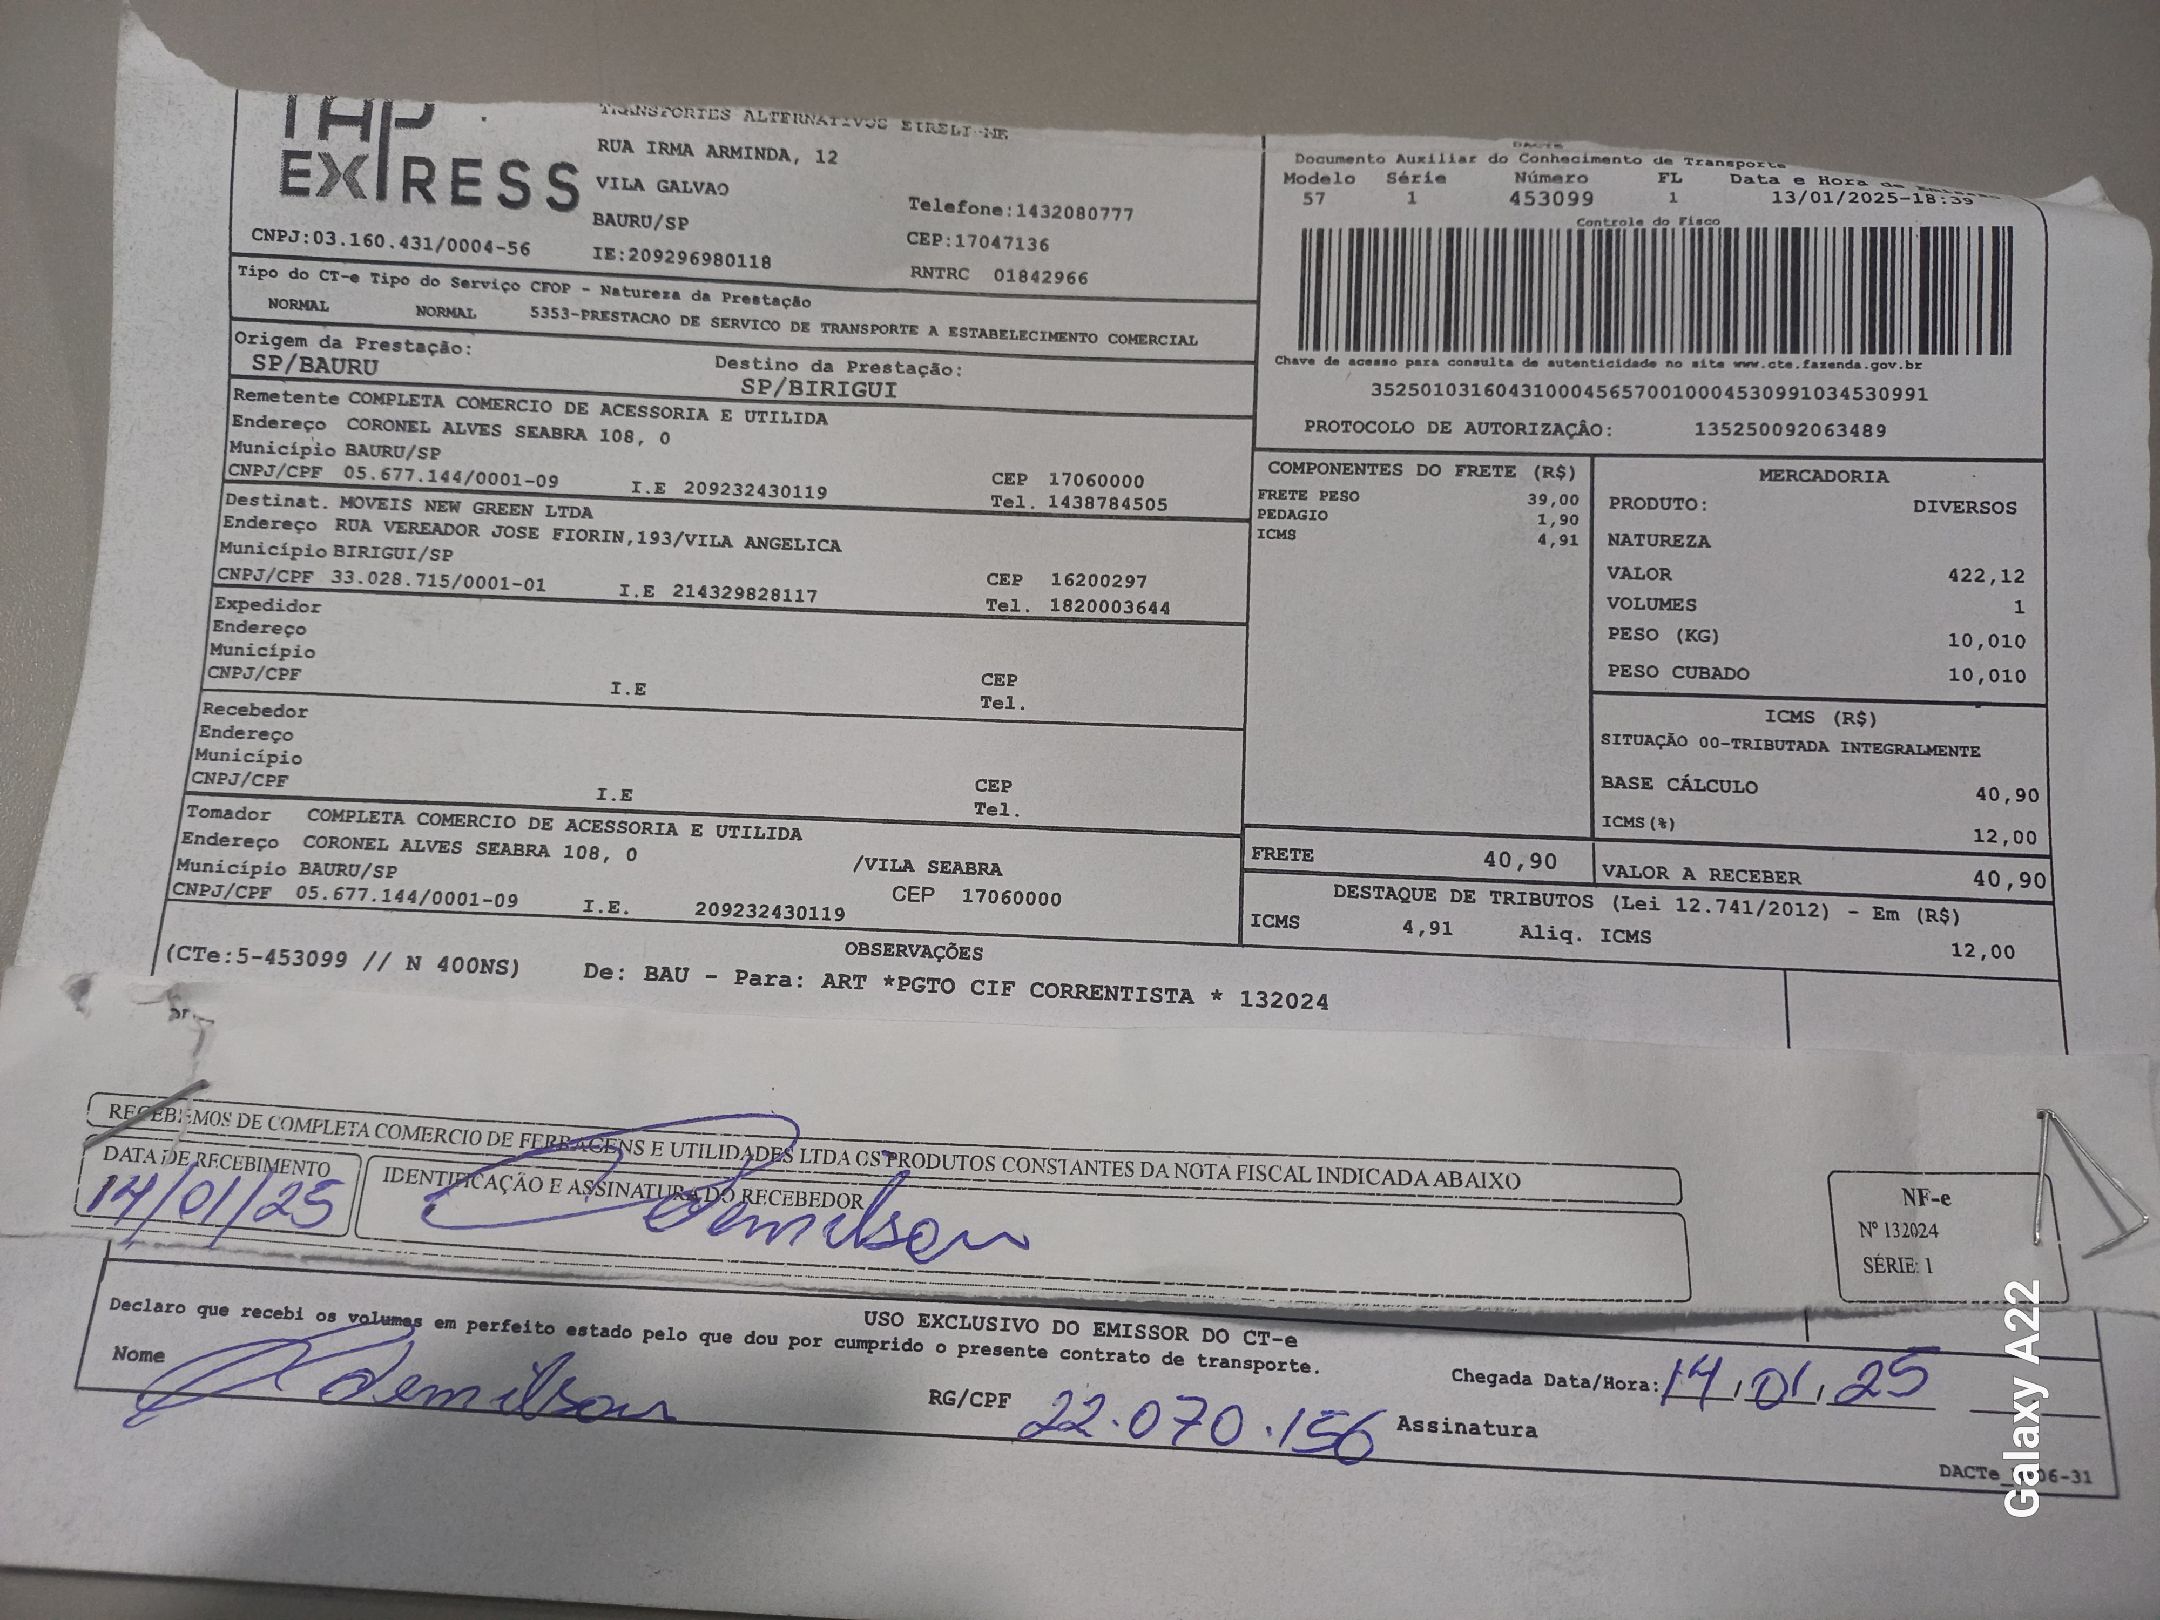 TAP
EXPRESS
TRANSPORTES ALTERNATIVOS EIRELI-ME
RUA IRMA ARMINDA, 12
VILA GALVAO
BAURU/SP
Telefone:1432080777
CEP:17047136
CNPJ:03.160.431/0004-56
IE:209296980118
RNTRC 01842966
DACTE
Documento Auxiliar do Conhecimento de Transporte
Modelo Série Número FL Data e Hora de
57 1 453099 1 13/01/2025-18:39
Controle do Fisco
Chave de acesso para consulta de autenticidade no site www.cte.fazenda.gov.br
35250103160431000456570010004530991034530991
PROTOCOLO DE AUTORIZAÇÃO: 135250092063489
Tipo do CT-e Tipo do Serviço CFOP - Natureza da Prestação
NORMAL NORMAL 5353-PRESTACAO DE SERVICO DE TRANSPORTE A ESTABELECIMENTO COMERCIAL
Origem da Prestação: Destino da Prestação:
SP/BAURU SP/BIRIGUI
Remetente COMPLETA COMERCIO DE ACESSORIA E UTILIDA
Endereço CORONEL ALVES SEABRA 108, 0
Município BAURU/SP CEP 17060000
CNPJ/CPF 05.677.144/0001-09 I.E 209232430119 Tel. 1438784505
Destinat. MOVEIS NEW GREEN LTDA
Endereço RUA VEREADOR JOSE FIORIN,193/VILA ANGELICA
Município BIRIGUI/SP CEP 16200297
CNPJ/CPF 33.028.715/0001-01 I.E 214329828117 Tel. 1820003644
Expedidor
Endereço
Município CEP
CNPJ/CPF I.E Tel.
Recebedor
Endereço
Município CEP
CNPJ/CPF I.E Tel.
Tomador COMPLETA COMERCIO DE ACESSORIA E UTILIDA
Endereço CORONEL ALVES SEABRA 108, 0 /VILA SEABRA
Município BAURU/SP CEP 17060000
CNPJ/CPF 05.677.144/0001-09 I.E. 209232430119
COMPONENTES DO FRETE (R$)
FRETE PESO 39,00
PEDAGIO 1,90
ICMS 4,91
MERCADORIA
PRODUTO: DIVERSOS
NATUREZA
VALOR 422,12
VOLUMES 1
PESO (KG) 10,010
PESO CUBADO 10,010
ICMS (R$)
SITUAÇÃO 00-TRIBUTADA INTEGRALMENTE
BASE CÁLCULO 40,90
ICMS(%) 12,00
FRETE 40,90 VALOR A RECEBER 40,90
DESTAQUE DE TRIBUTOS (Lei 12.741/2012) - Em (R$)
ICMS 4,91 Aliq. ICMS 12,00
OBSERVAÇÕES
(CTe:5-453099 // N 400NS) De: BAU - Para: ART *PGTO CIF CORRENTISTA * 132024
RECEBEMOS DE COMPLETA COMERCIO DE FERRAGENS E UTILIDADES LTDA OS PRODUTOS CONSTANTES DA NOTA FISCAL INDICADA ABAIXO
DATA DE RECEBIMENTO
14/01/25
IDENTIFICAÇÃO E ASSINATURA DO RECEBEDOR
Ademilson
NF-e
Nº 132024
SÉRIE: 1
USO EXCLUSIVO DO EMISSOR DO CT-e
Declaro que recebi os volumes em perfeito estado pelo que dou por cumprido o presente contrato de transporte.
Nome Ademilson RG/CPF 22.070.156 Assinatura
Chegada Data/Hora: 14,01,25
DACTe_ 06-31
Galaxy A22